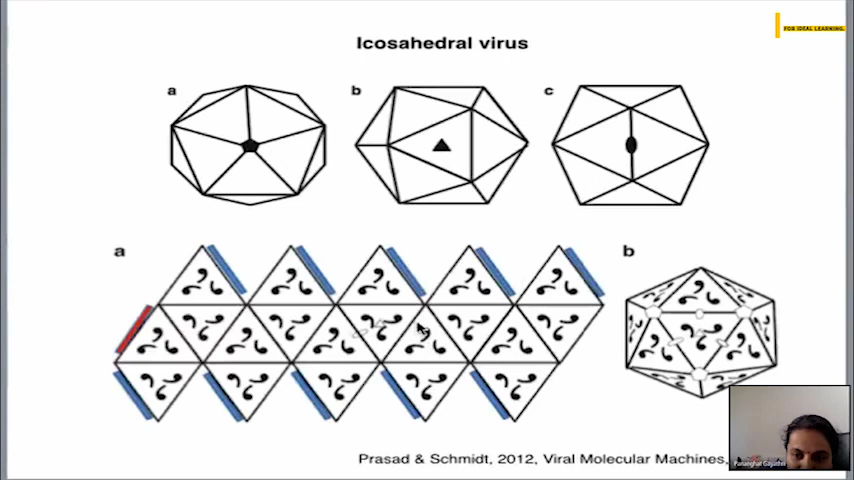 FOR IDEAL LEARNING.
Icosahedral virus
a
b
c
a
b
Prasad & Schmidt, 2012, Viral Molecular Machines,